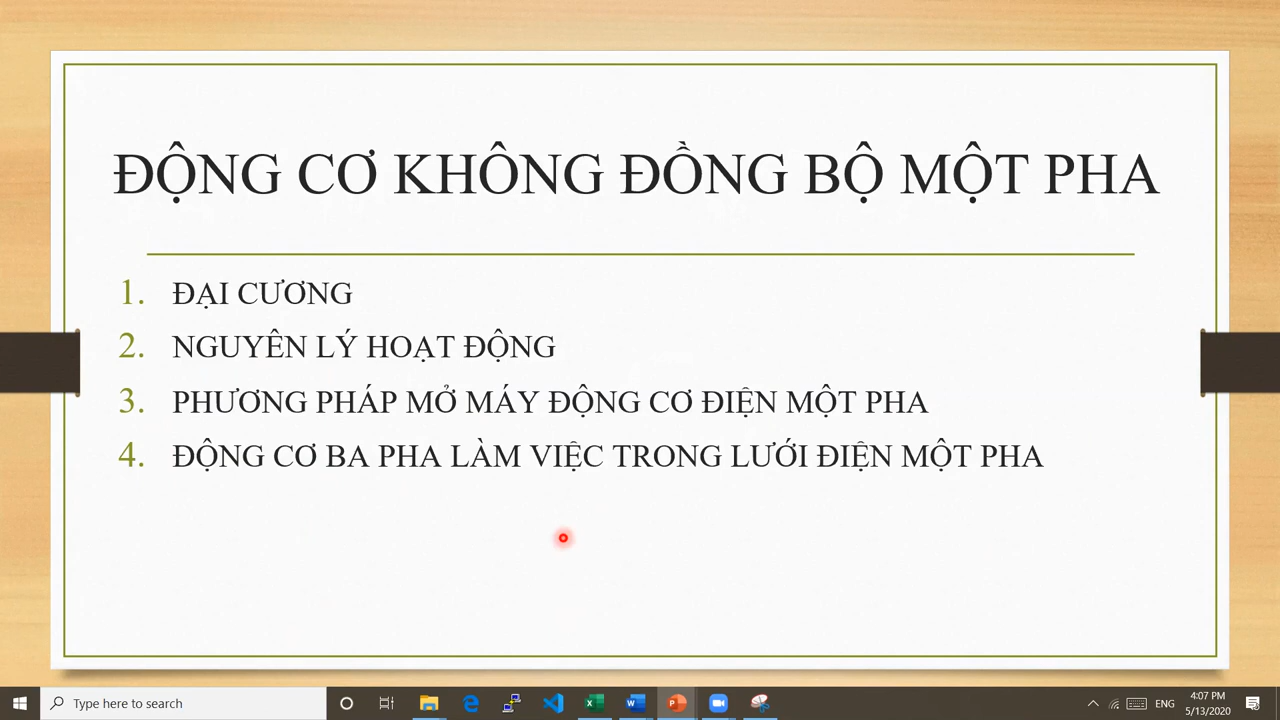 ĐỘNG CƠ KHÔNG ĐỒNG BỘ MỘT PHA
1. ĐẠI CƯƠNG
2. NGUYÊN LÝ HOẠT ĐỘNG
3. PHƯƠNG PHÁP MỞ MÁY ĐỘNG CƠ ĐIỆN MỘT PHA
4. ĐỘNG CƠ BA PHA LÀM VIỆC TRONG LƯỚI ĐIỆN MỘT PHA
Type here to search
ENG
4:07 PM
5/13/2020